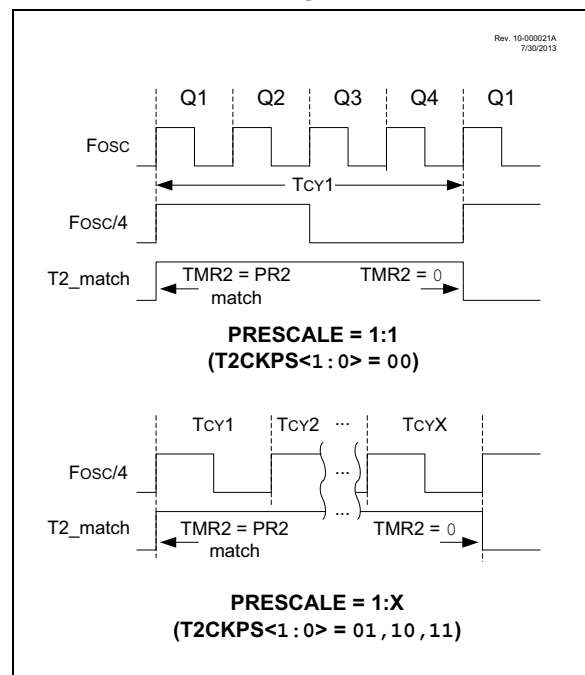 Rev. 10-000021A
7/30/2013
Q1 Q2 Q3 Q4 Q1
FOSC
TCY1
FOSC/4
T2_match
TMR2 = PR2
match
TMR2 = 0
PRESCALE = 1:1
(T2CKPS<1:0> = 00)
TCY1 TCY2 ... TCYX
FOSC/4
...
T2_match
...
TMR2 = PR2
match
TMR2 = 0
PRESCALE = 1:X
(T2CKPS<1:0> = 01,10,11)